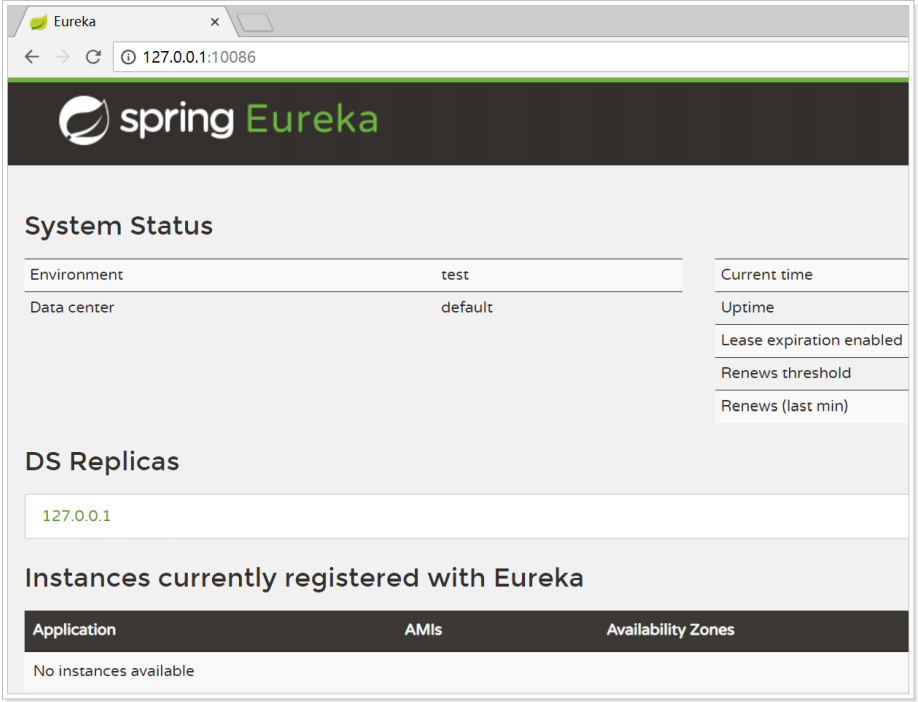 Eureka
127.0.0.1:10086
spring Eureka
System Status
Environment test
Data center default
Current time
Uptime
Lease expiration enabled
Renews threshold
Renews (last min)
DS Replicas
127.0.0.1
Instances currently registered with Eureka
Application AMIs Availability Zones
No instances available